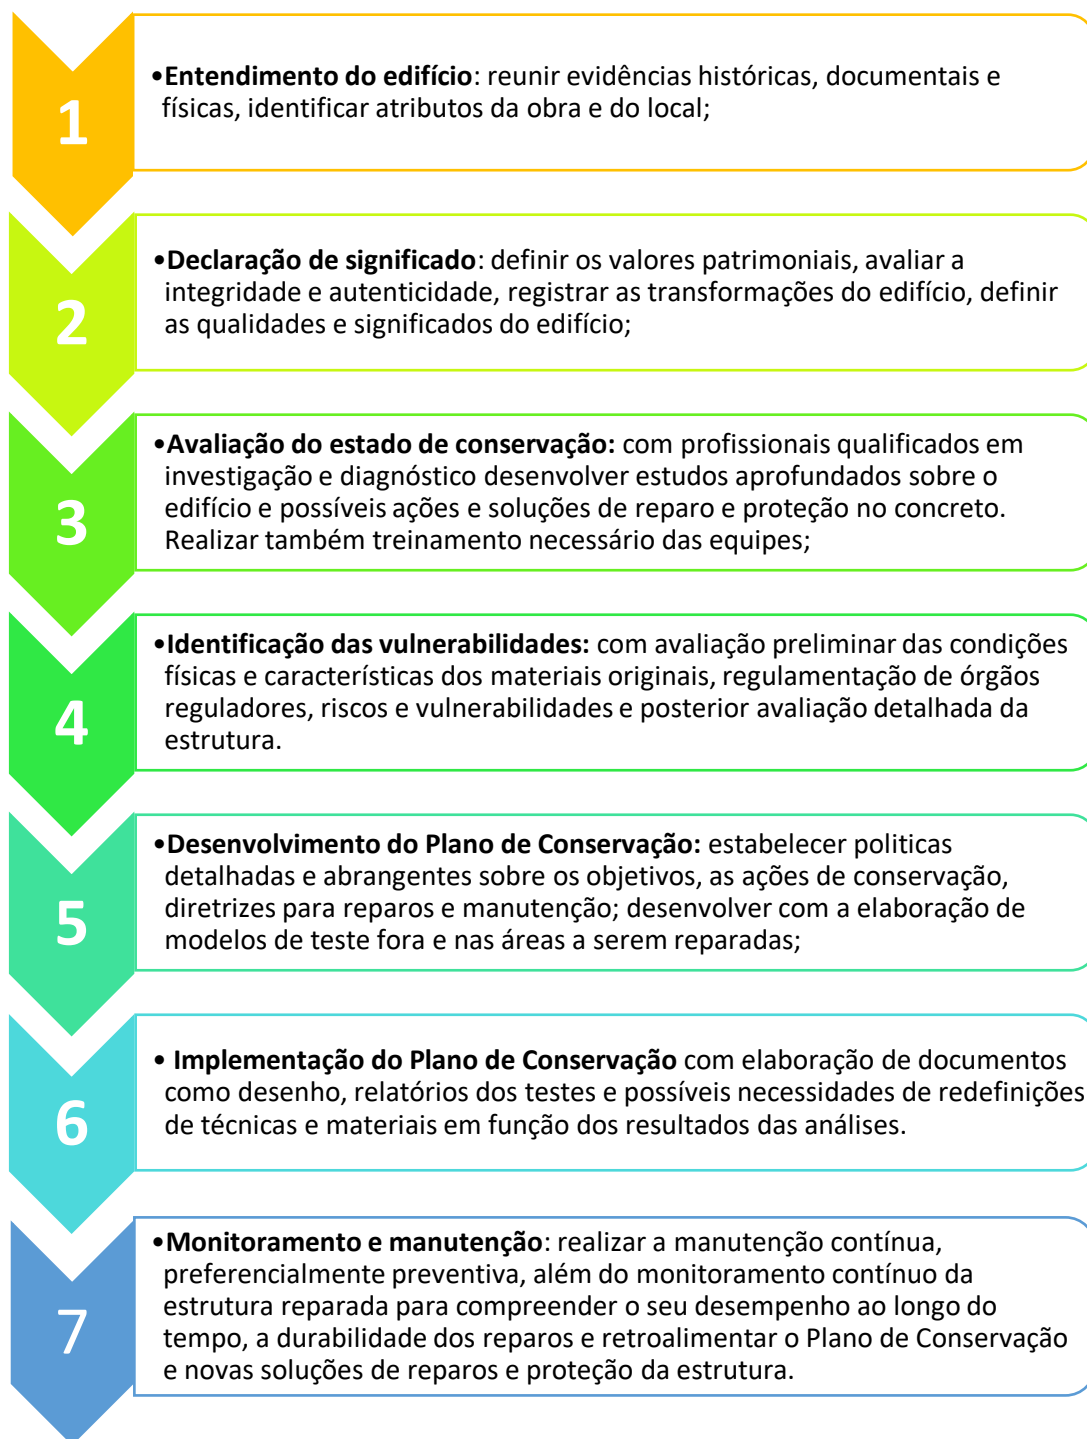 1
•Entendimento do edifício: reunir evidências históricas, documentais e
físicas, identificar atributos da obra e do local;
2
•Declaração de significado: definir os valores patrimoniais, avaliar a
integridade e autenticidade, registrar as transformações do edifício, definir
as qualidades e significados do edifício;
3
•Avaliação do estado de conservação: com profissionais qualificados em
investigação e diagnóstico desenvolver estudos aprofundados sobre o
edifício e possíveis ações e soluções de reparo e proteção no concreto.
Realizar também treinamento necessário das equipes;
4
•Identificação das vulnerabilidades: com avaliação preliminar das condições
físicas e características dos materiais originais, regulamentação de órgãos
reguladores, riscos e vulnerabilidades e posterior avaliação detalhada da
estrutura.
5
•Desenvolvimento do Plano de Conservação: estabelecer politicas
detalhadas e abrangentes sobre os objetivos, as ações de conservação,
diretrizes para reparos e manutenção; desenvolver com a elaboração de
modelos de teste fora e nas áreas a serem reparadas;
6
• Implementação do Plano de Conservação com elaboração de documentos
como desenho, relatórios dos testes e possíveis necessidades de redefinições
de técnicas e materiais em função dos resultados das análises.
7
•Monitoramento e manutenção: realizar a manutenção contínua,
preferencialmente preventiva, além do monitoramento contínuo da
estrutura reparada para compreender o seu desempenho ao longo do
tempo, a durabilidade dos reparos e retroalimentar o Plano de Conservação
e novas soluções de reparos e proteção da estrutura.